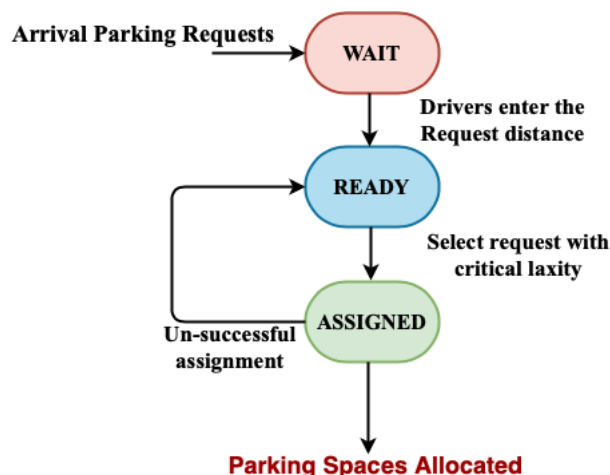 Arrival Parking Requests
WAIT
Drivers enter the
Request distance
READY
Select request with
critical laxity
ASSIGNED
Un-successful
assignment
Parking Spaces Allocated